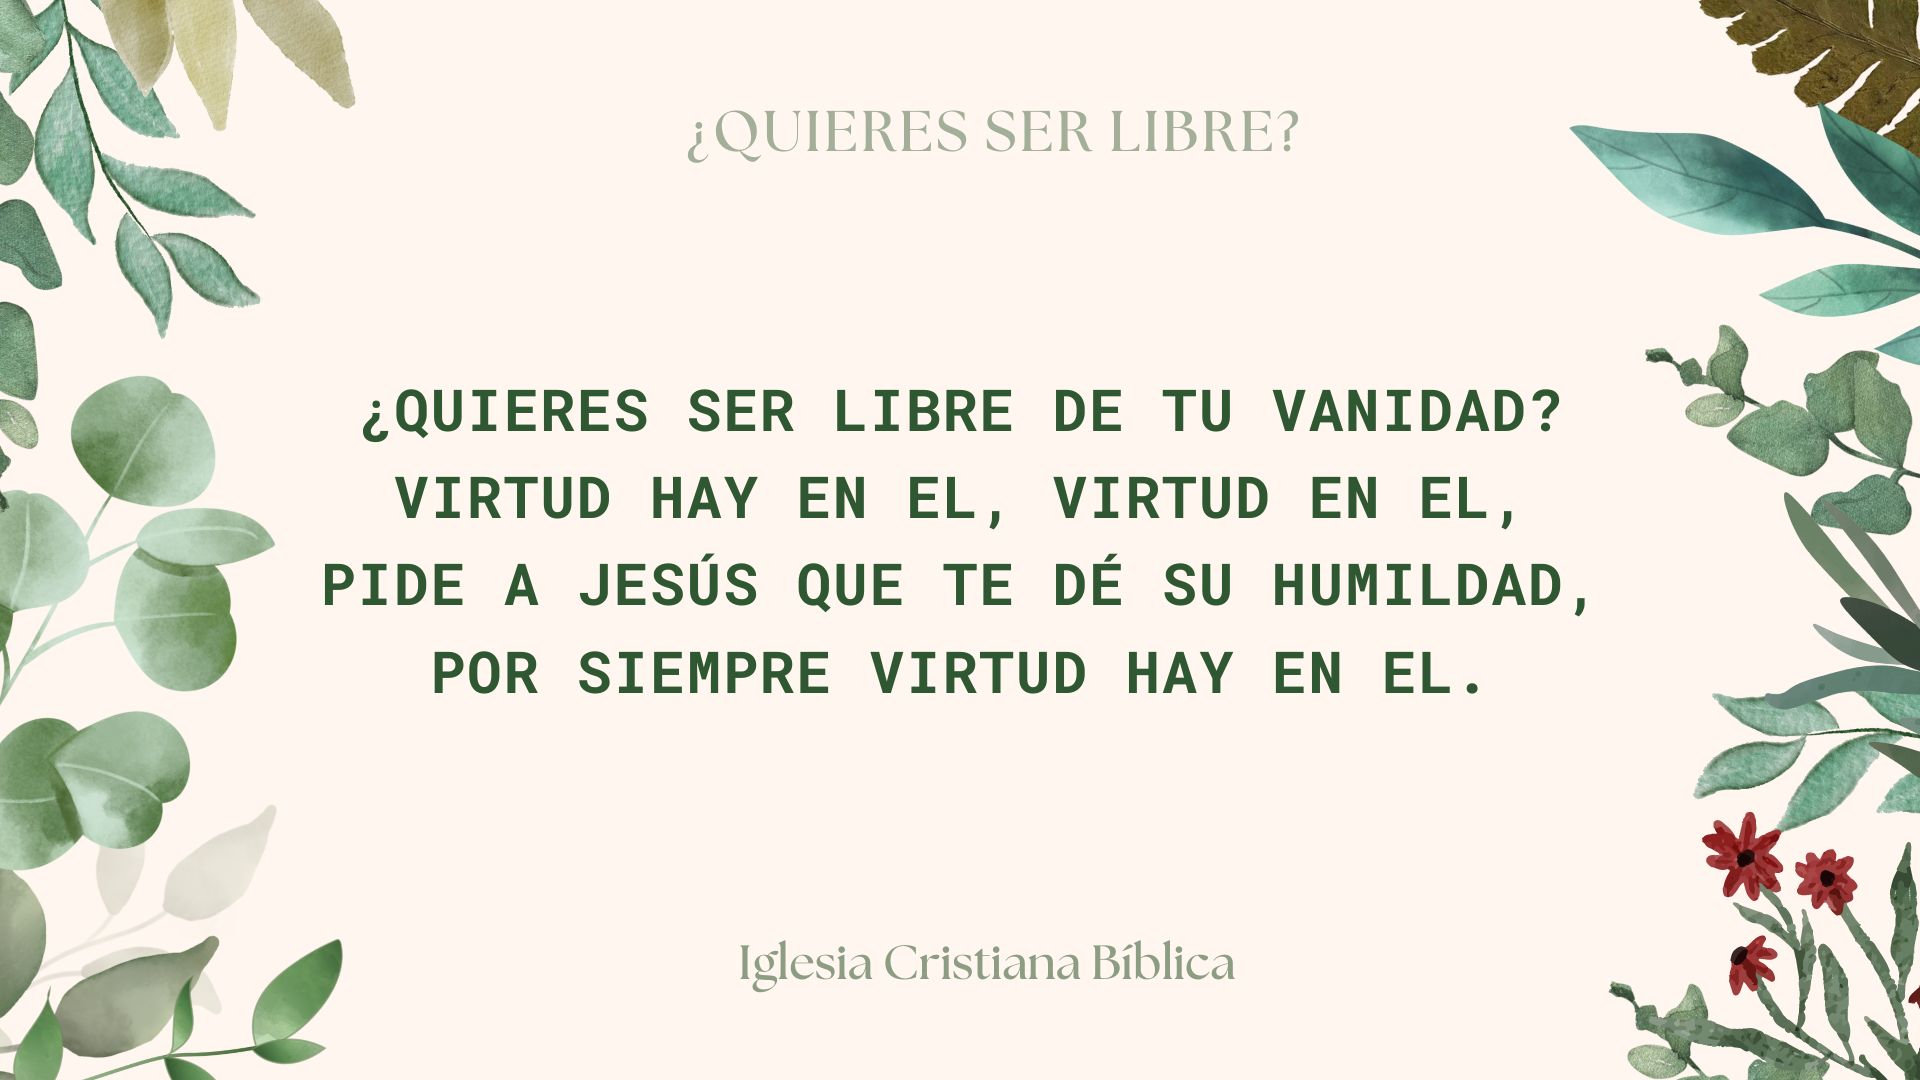 ¿QUIERES SER LIBRE?
¿QUIERES SER LIBRE DE TU VANIDAD?
VIRTUD HAY EN EL, VIRTUD EN EL,
PIDE A JESÚS QUE TE DÉ SU HUMILDAD,
POR SIEMPRE VIRTUD HAY EN EL.
Iglesia Cristiana Bíblica